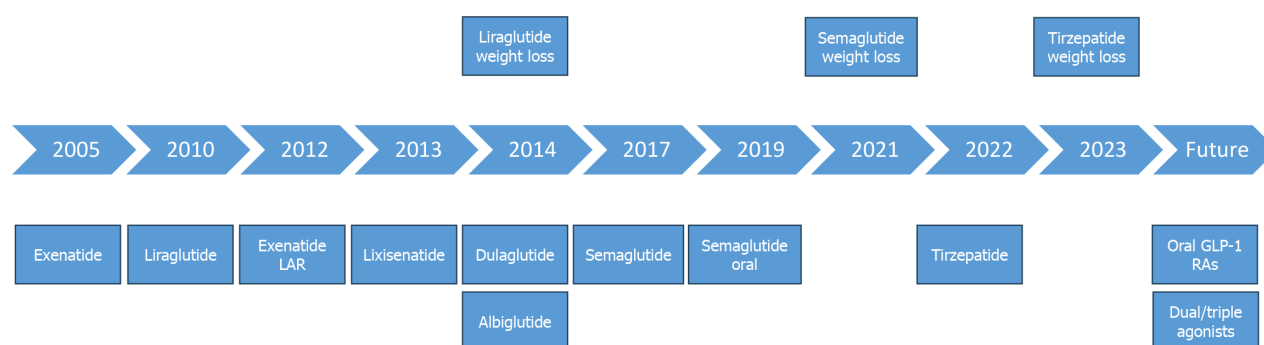 Liraglutide
weight loss
Semaglutide
weight loss
Tirzepatide
weight loss
2005
2010
2012
2013
2014
2017
2019
2021
2022
2023
Future
Exenatide
Liraglutide
Exenatide
LAR
Lixisenatide
Dulaglutide
Semaglutide
Semaglutide
oral
Tirzepatide
Oral GLP-1
RAs
Albiglutide
Dual/triple
agonists